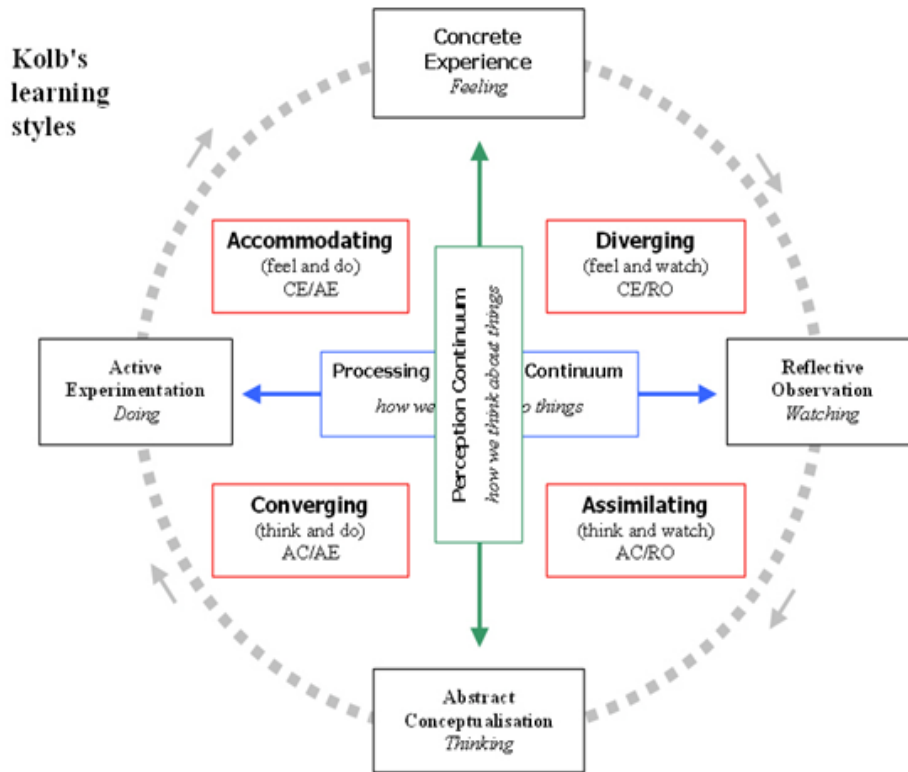 Kolb's
learning
styles
Concrete
Experience
Feeling
Accommodating
(feel and do)
CE/AE
Diverging
(feel and watch)
CE/RO
Active
Experimentation
Doing
Processing Continuum
how we o things
Perception Continuum
how we think about things
Reflective
Observation
Watching
Converging
(think and do)
AC/AE
Assimilating
(think and watch)
AC/RO
Abstract
Conceptualisation
Thinking